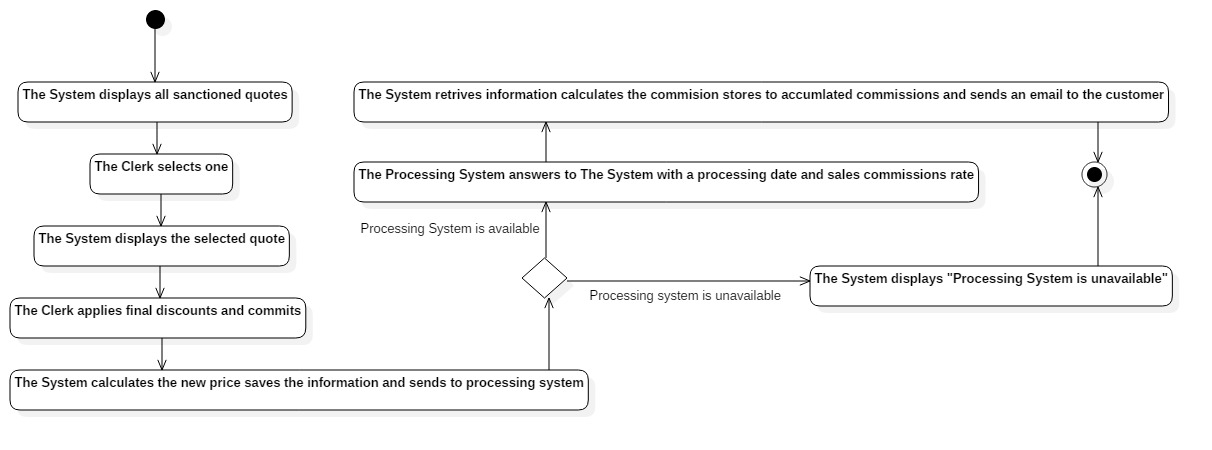 The System displays all sanctioned quotes
The Clerk selects one
The System displays the selected quote
The Clerk applies final discounts and commits
The System calculates the new price saves the information and sends to processing system
The System retrives information calculates the commision stores to accumlated commissions and sends an email to the customer
The Processing System answers to The System with a processing date and sales commissions rate
Processing System is available
Processing system is unavailable
The System displays "Processing System is unavailable"